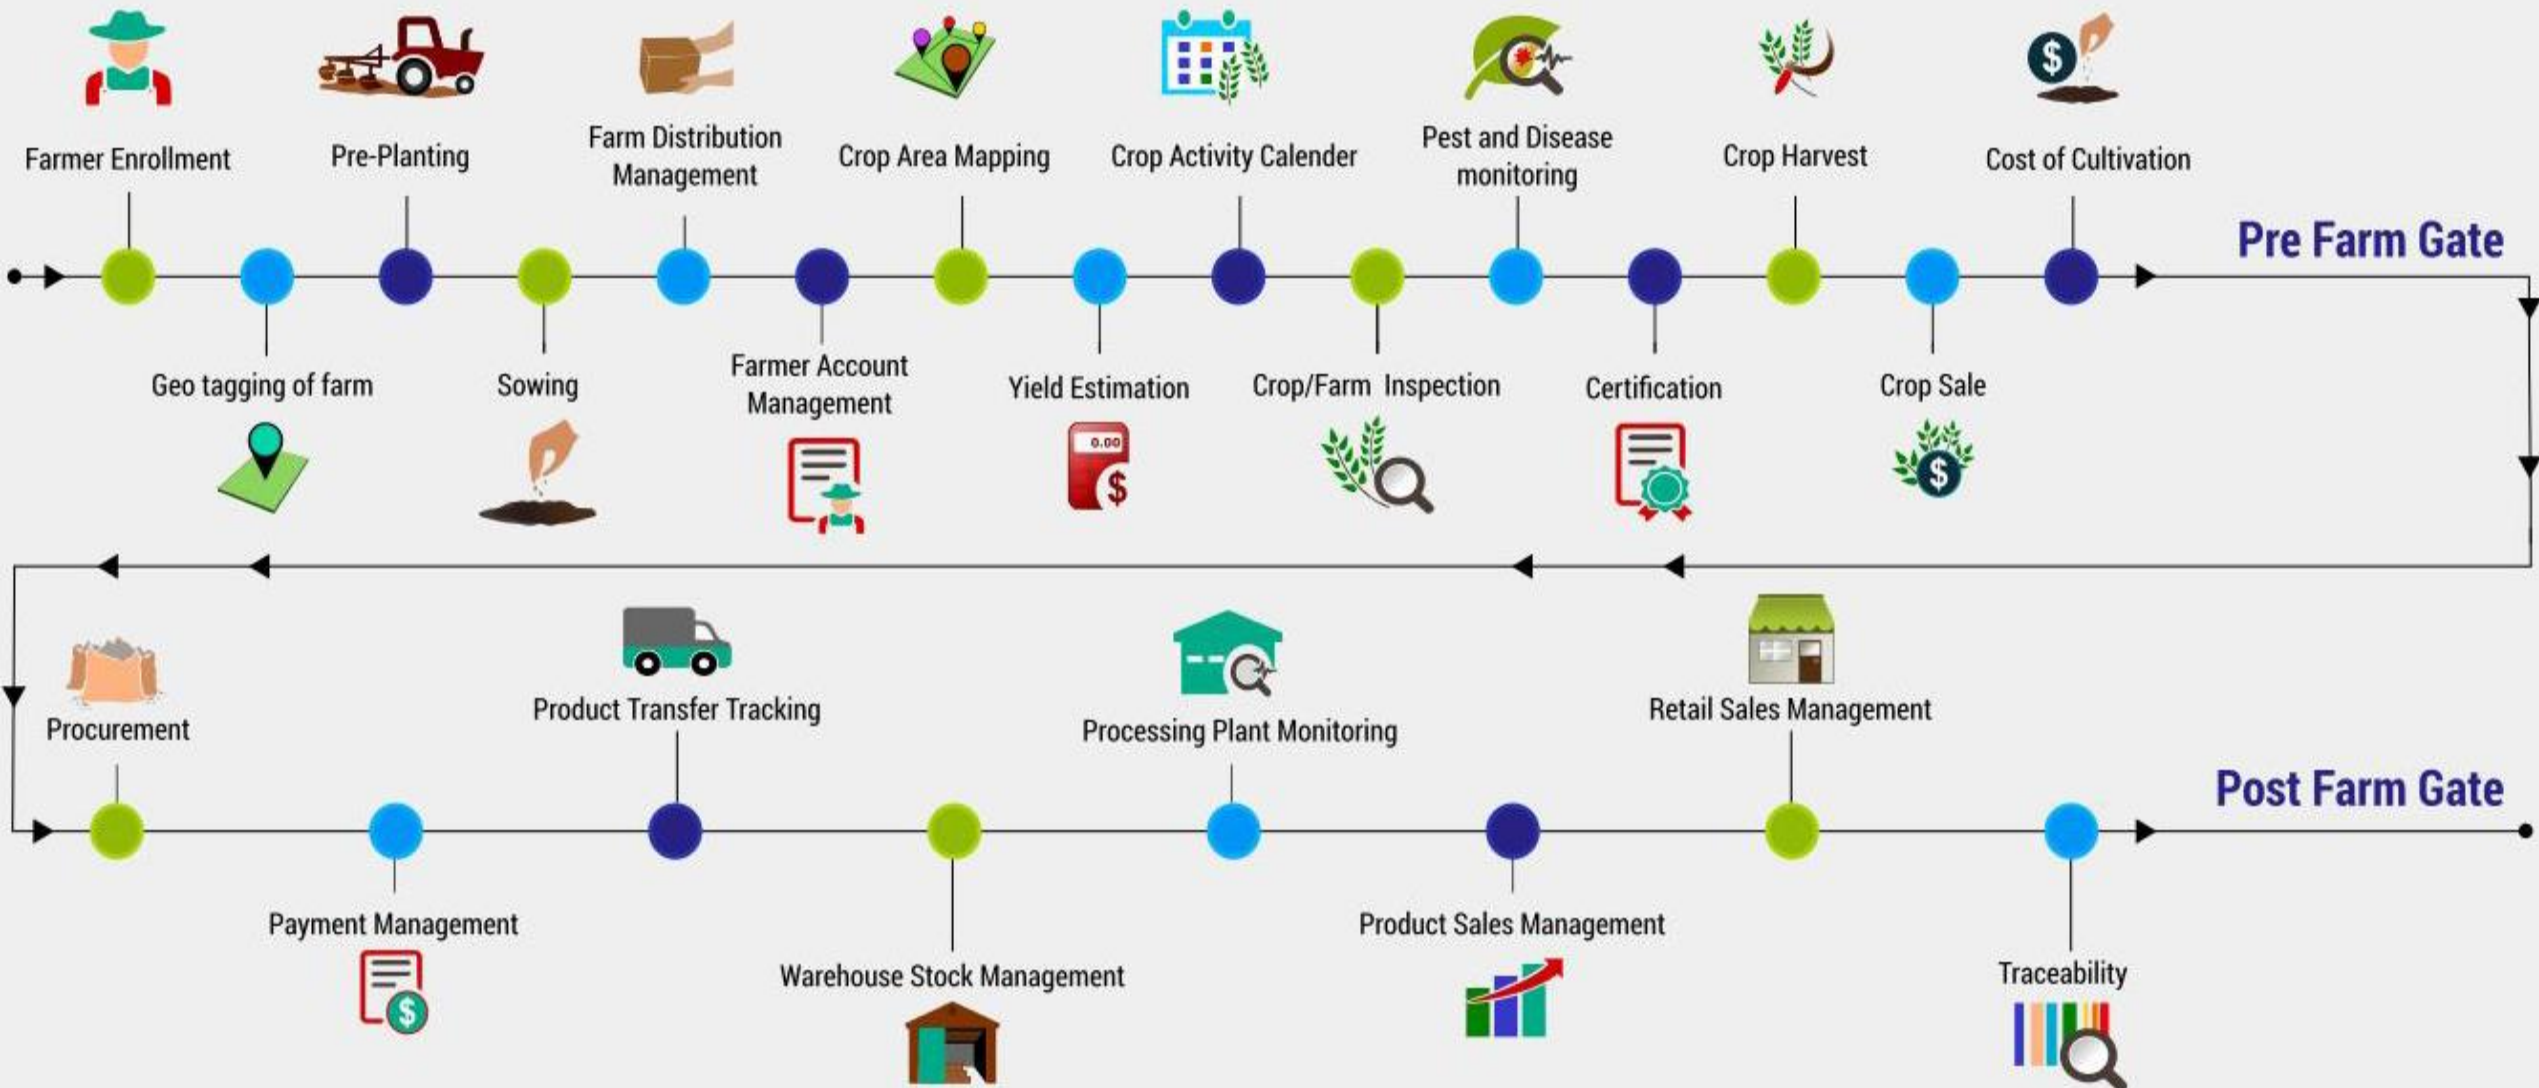 Farmer Enrollment
Pre-Planting
Farm Distribution
Management
Crop Area Mapping
Crop Activity Calender
Pest and Disease
monitoring
Crop Harvest
$
Cost of Cultivation
Pre Farm Gate
Geo tagging of farm
Sowing
Farmer Account
Management
Yield Estimation
0.00
$
Crop/Farm Inspection
Certification
Crop Sale
$
Procurement
Product Transfer Tracking
Processing Plant Monitoring
Retail Sales Management
Post Farm Gate
Payment Management
$
Warehouse Stock Management
Product Sales Management
Traceability